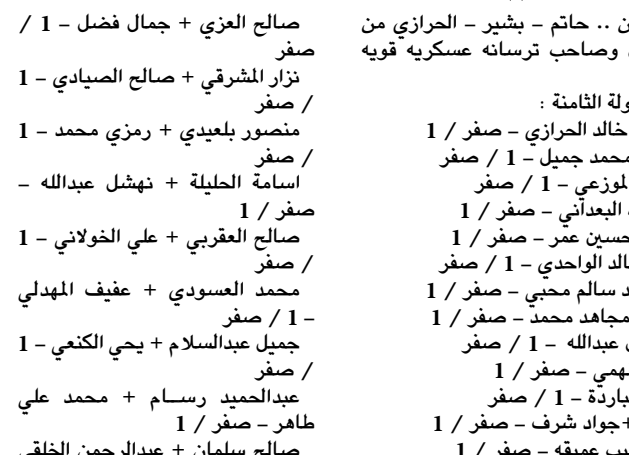 ن .. حاتم – بشير – الحرازي من
وصاحب ترسانه عسكريه قويه
ولة الثامنة :
خالد الحرازي – صفر / 1
محمد جميل – 1 / صفر
لموزعي – 1 / صفر
البعداني – صفر / 1
حسين عمر – صفر / 1
الد الواحدي – 1 / صفر
د سالم محبي – صفر / 1
مجاهد محمد – صفر / 1
عبدالله – 1 / صفر
همي – صفر / 1
باردة – 1 / صفر
+جواد شرف – صفر / 1
يب عميقه – صفر / 1
صالح العزي + جمال فضل – 1 /
صفر
نزار المشرقي + صالح الصيادي – 1
/ صفر
منصور بلعيدي + رمزي محمد – 1
/ صفر
اسامة الحليلة + نهشل عبدالله –
صفر / 1
صالح العقربي + علي الخولاني – 1
/ صفر
محمد العسودي + عفيف المهدلي
– 1 / صفر
جميل عبدالسلام + يحي الكنعي – 1
/ صفر
عبدالحميد رســام + محمد علي
طاهر – صفر / 1
صالح سلمان + عبدالرحمن الخلقي